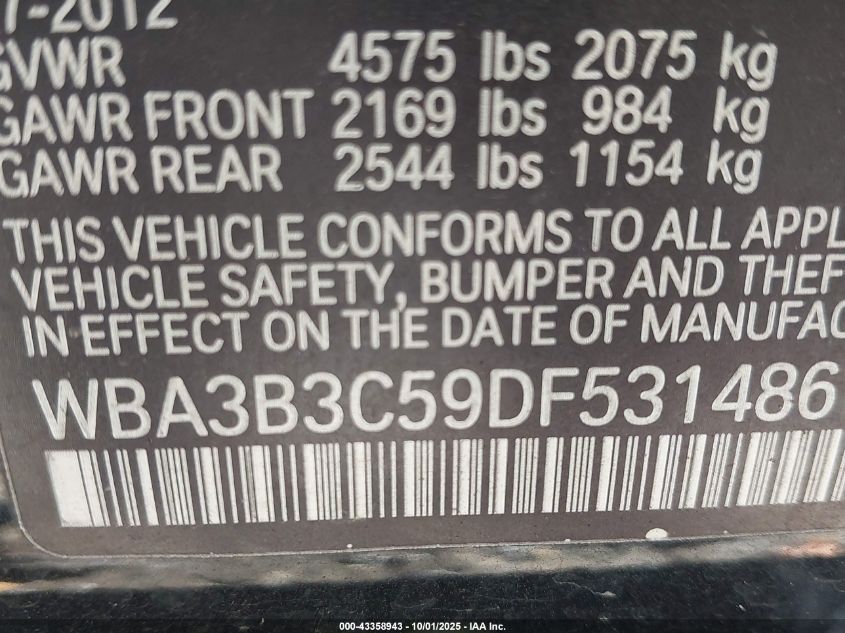 7-2012
GVWR 4575 lbs 2075 kg
GAWR FRONT 2169 lbs 984 kg
GAWR REAR 2544 lbs 1154 kg
THIS VEHICLE CONFORMS TO ALL APPL
VEHICLE SAFETY, BUMPER AND THEF
IN EFFECT ON THE DATE OF MANUFAC
WBA3B3C59DF531486
000-43358943 - 10/01/2025 - IAA Inc.